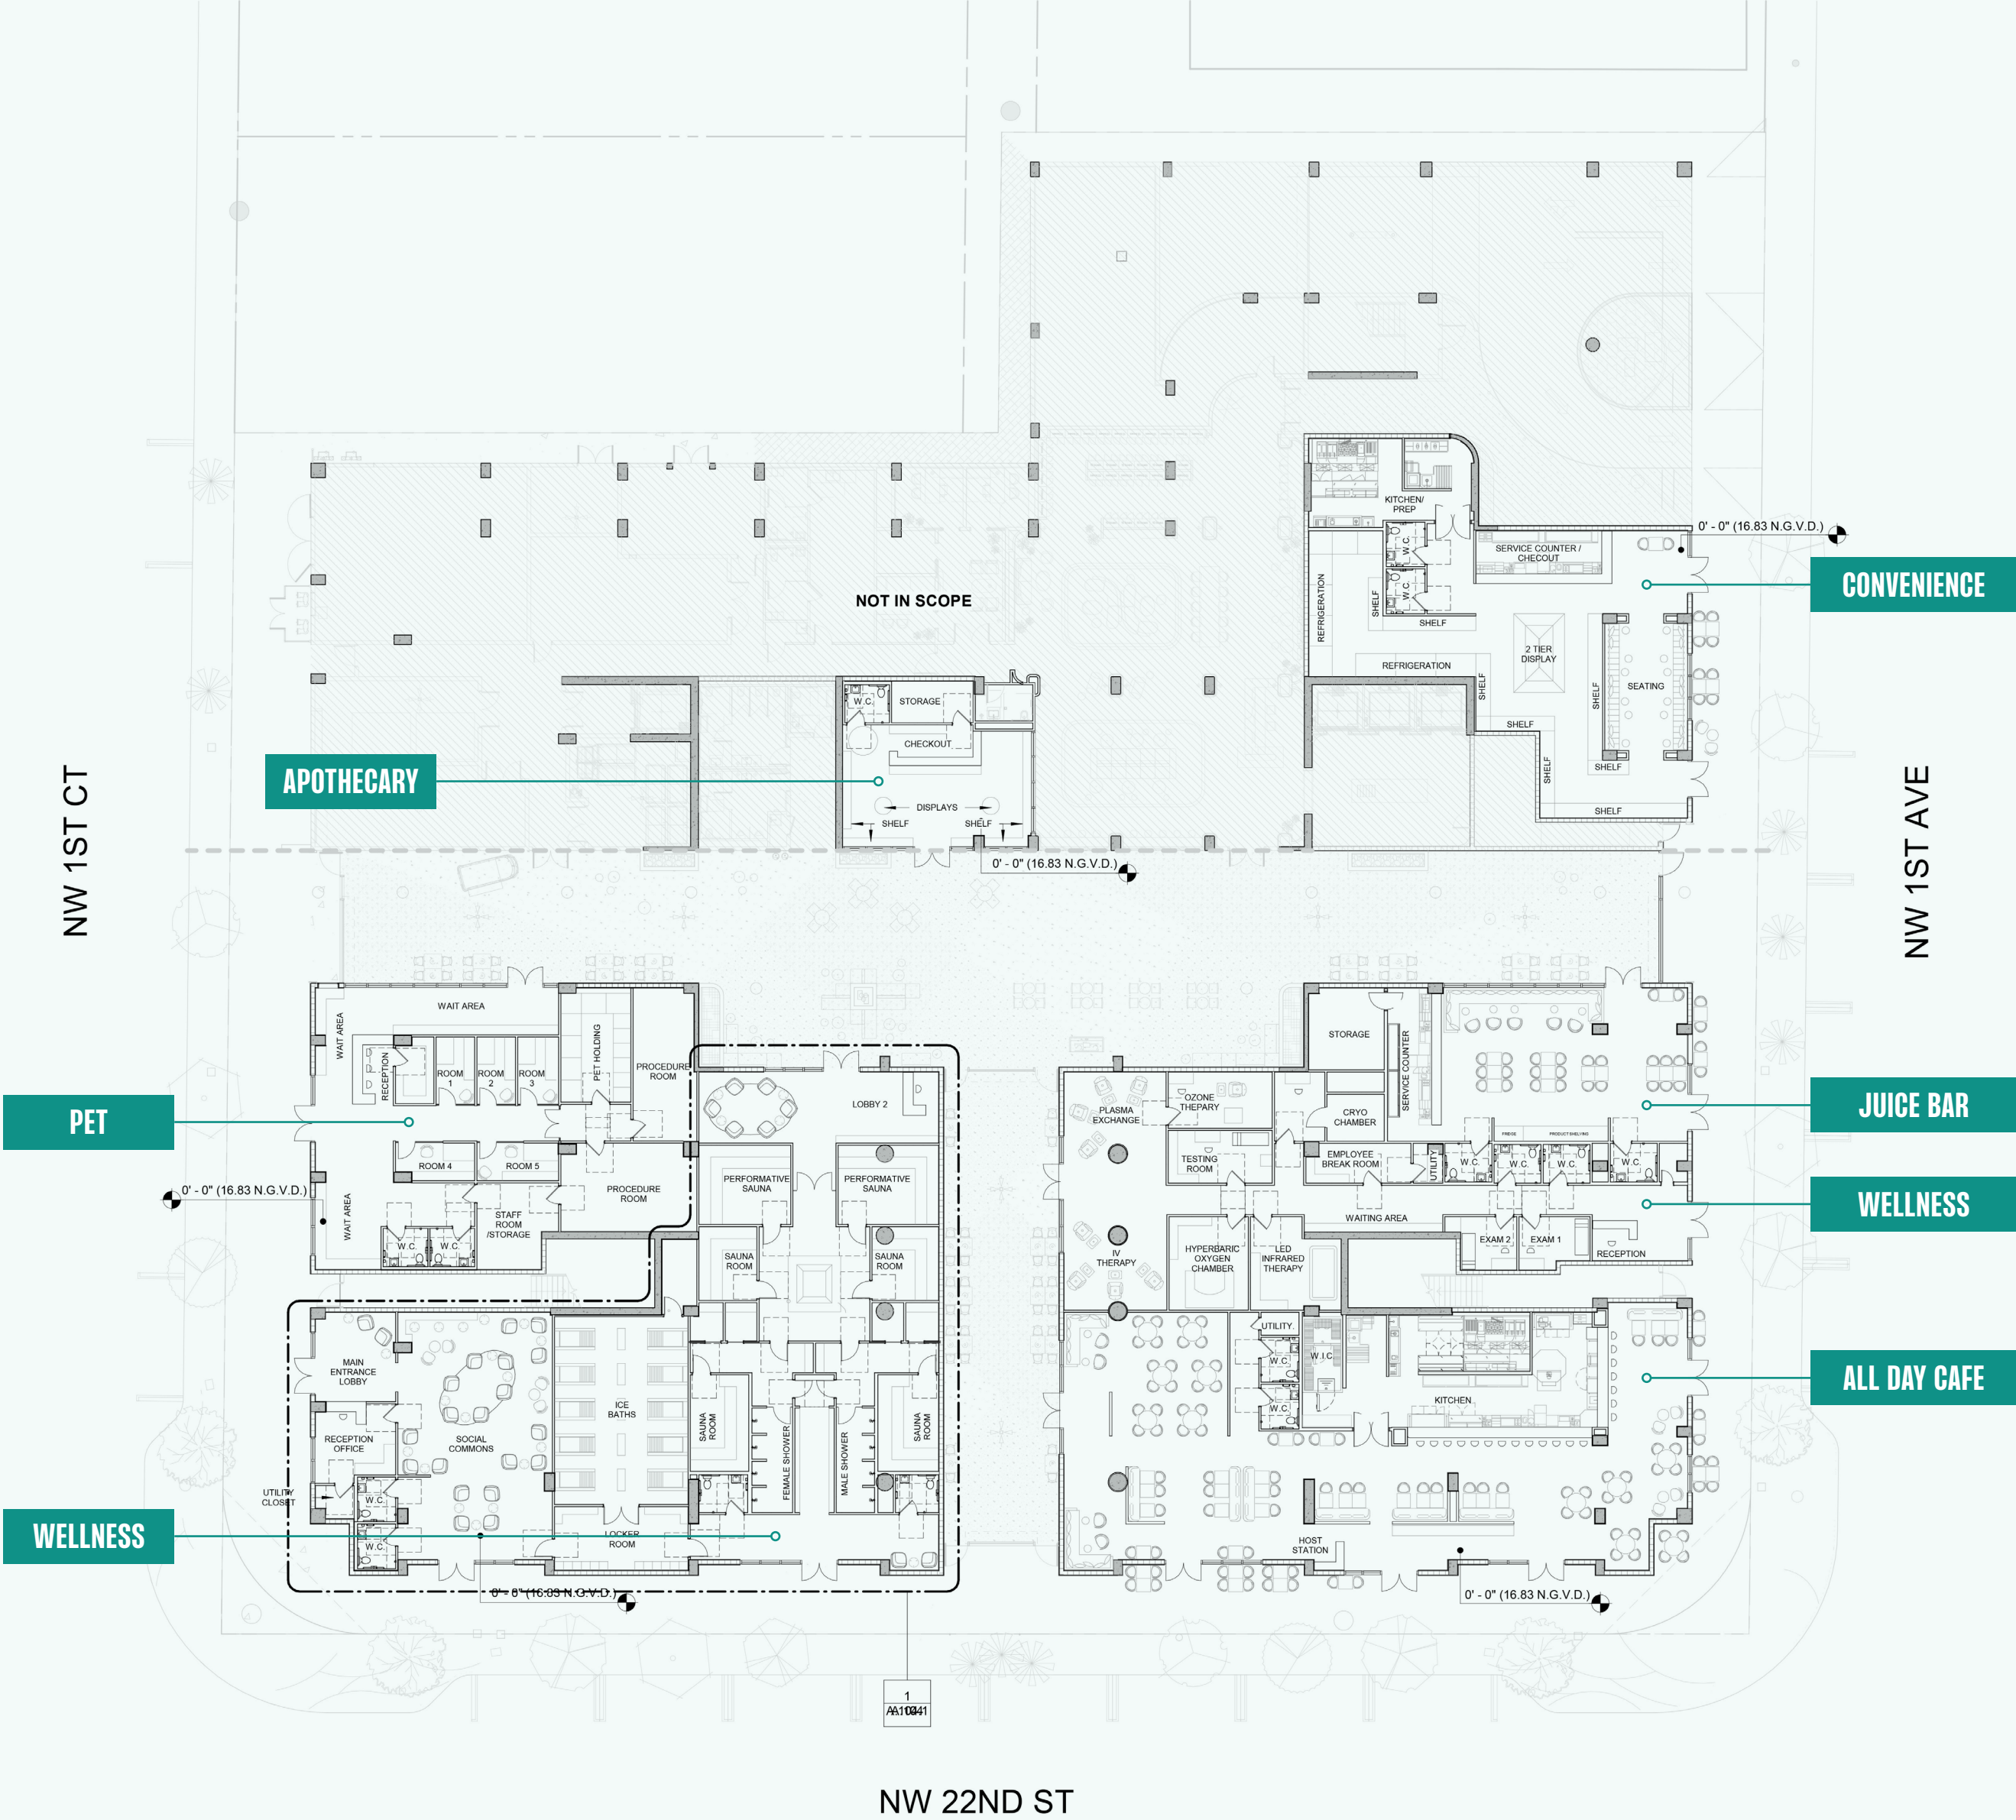 KITCHEN/
PREP
0' - 0" (16.83 N.G.V.D.)
W.C.
SERVICE COUNTER /
CHECOUT
CONVENIENCE
W.C.
REFRIGERATION
SHELF
SHELF
NOT IN SCOPE
2 TIER
DISPLAY
REFRIGERATION
SHELF
SHELF
SEATING
W.C.
STORAGE
SHELF
CHECKOUT
SHELF
SHELF
APOTHECARY
DISPLAYS
SHELF
SHELF
SHELF
NW 1ST CT
NW 1ST AVE
0' - 0" (16.83 N.G.V.D.)
WAIT AREA
WAIT AREA
RECEPTION
ROOM
1
ROOM
2
ROOM
3
PET HOLDING
PROCEDURE
ROOM
PET
ROOM 4
ROOM 5
PROCEDURE
ROOM
0' - 0" (16.83 N.G.V.D.)
WAIT AREA
STAFF
ROOM
/STORAGE
W.C.
W.C.
LOBBY 2
PERFORMATIVE
SAUNA
PERFORMATIVE
SAUNA
SAUNA
ROOM
SAUNA
ROOM
MAIN
ENTRANCE
LOBBY
RECEPTION
OFFICE
SOCIAL
COMMONS
ICE
BATHS
SAUNA
ROOM
FEMALE SHOWER
MALE SHOWER
SAUNA
ROOM
UTILITY
CLOSET
W.C.
W.C.
WELLNESS
LOCKER
ROOM
0' - 0" (16.83 N.G.V.D.)
1
STORAGE
SERVICE COUNTER
PLASMA
EXCHANGE
OZONE
THEPARY
CRYO
CHAMBER
JUICE BAR
FRIDGE
PRODUCT SHELVING
TESTING
ROOM
EMPLOYEE
BREAK ROOM
UTILITY
W.C.
W.C.
W.C.
W.C.
WELLNESS
WAITING AREA
IV
THERAPY
HYPERBARIC
OXYGEN
CHAMBER
LED
INFRARED
THERAPY
EXAM 2
EXAM 1
RECEPTION
UTILITY.
W.C.
W.I.C.
W.C.
KITCHEN
ALL DAY CAFE
HOST
STATION
0' - 0" (16.83 N.G.V.D.)
NW 22ND ST